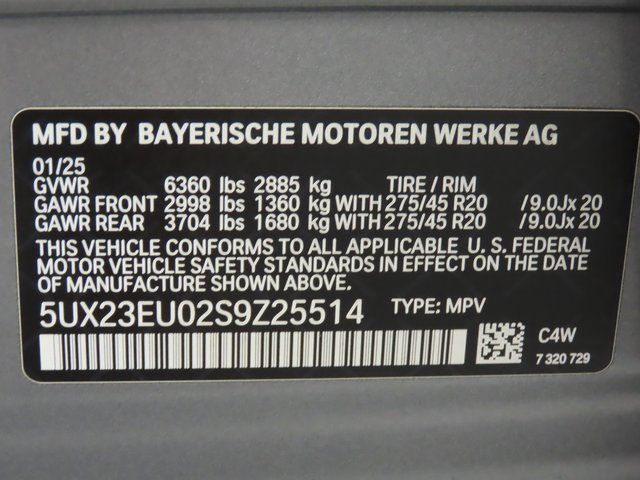 MFD BY BAYERISCHE MOTOREN WERKE AG
01/25
GVWR 6360 lbs 2885 kg TIRE / RIM
GAWR FRONT 2998 lbs 1360 kg WITH 275/45 R20 /9.0Jx 20
GAWR REAR 3704 lbs 1680 kg WITH 275/45 R20 /9.0Jx 20
THIS VEHICLE CONFORMS TO ALL APPLICABLE U. S. FEDERAL
MOTOR VEHICLE SAFETY STANDARDS IN EFFECT ON THE
DATE OF MANUFACTURE SHOWN ABOVE.
5UX23EU02S9Z25514 TYPE: MPV
C4W
7 320 729